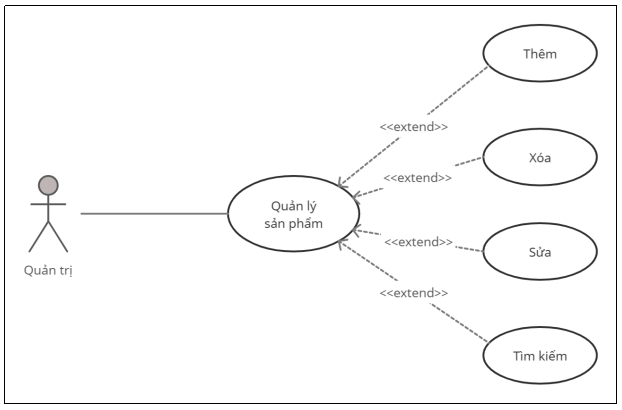 Thêm
<<extend>>
Xóa
<<extend>>
Quản lý
sản phẩm
<<extend>>
Sửa
Quản trị
<<extend>>
Tìm kiếm